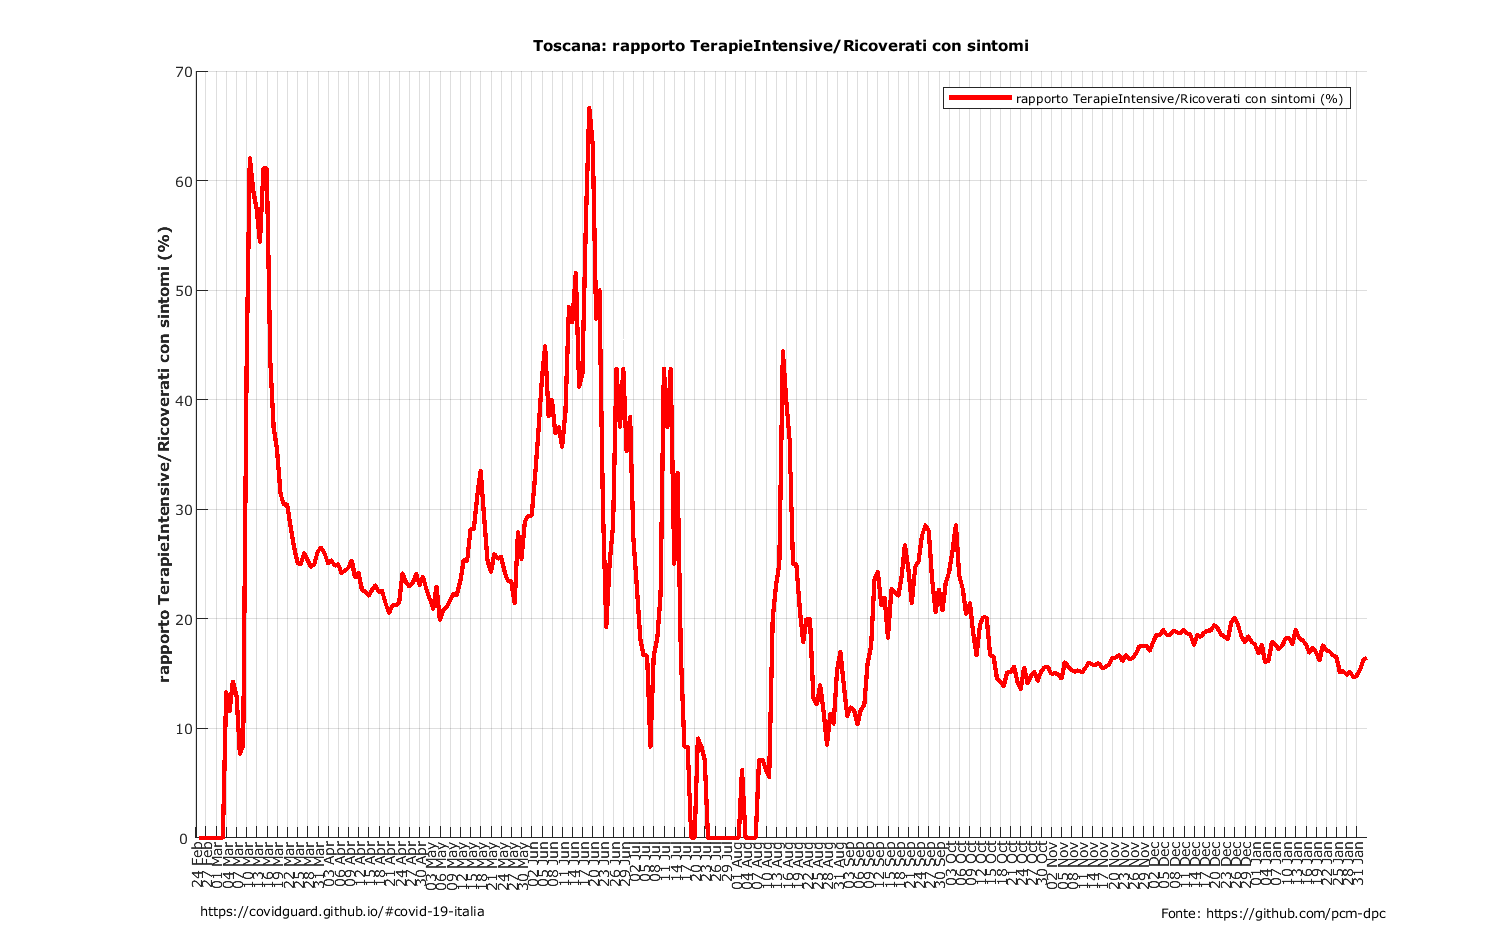 Toscana: rapporto TerapieIntensive/Ricoverati con sintomi
rapporto TerapieIntensive/Ricoverati con sintomi (%)
rapporto TerapieIntensive/Ricoverati con sintomi (%)
70
60
50
40
30
20
10
0
24 Feb
27 Feb
01 Mar
04 Mar
07 Mar
10 Mar
13 Mar
16 Mar
19 Mar
22 Mar
25 Mar
28 Mar
31 Mar
03 Apr
06 Apr
09 Apr
12 Apr
15 Apr
18 Apr
21 Apr
24 Apr
27 Apr
30 Apr
03 May
06 May
09 May
12 May
15 May
18 May
21 May
24 May
27 May
30 May
02 Jun
05 Jun
08 Jun
11 Jun
14 Jun
17 Jun
20 Jun
23 Jun
26 Jun
29 Jun
02 Jul
05 Jul
08 Jul
11 Jul
14 Jul
17 Jul
20 Jul
23 Jul
26 Jul
29 Jul
01 Aug
04 Aug
07 Aug
10 Aug
13 Aug
16 Aug
19 Aug
22 Aug
25 Aug
28 Aug
31 Aug
03 Sep
06 Sep
09 Sep
12 Sep
15 Sep
18 Sep
21 Sep
24 Sep
27 Sep
30 Sep
03 Oct
06 Oct
09 Oct
12 Oct
15 Oct
18 Oct
21 Oct
24 Oct
27 Oct
30 Oct
02 Nov
05 Nov
08 Nov
11 Nov
14 Nov
17 Nov
20 Nov
23 Nov
26 Nov
29 Nov
02 Dec
05 Dec
08 Dec
11 Dec
14 Dec
17 Dec
20 Dec
23 Dec
26 Dec
29 Dec
01 Jan
04 Jan
07 Jan
10 Jan
13 Jan
16 Jan
19 Jan
22 Jan
25 Jan
28 Jan
31 Jan
https://covidguard.github.io/#covid-19-italia
Fonte: https://github.com/pcm-dpc